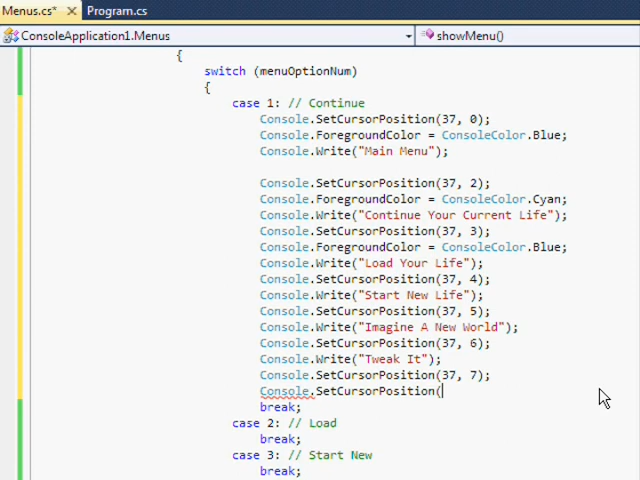 Menus.cs* Program.cs
ConsoleApplication1.Menus showMenu()
{
switch (menuOptionNum)
{
case 1: // Continue
Console.SetCursorPosition(37, 0);
Console.ForegroundColor = ConsoleColor.Blue;
Console.Write("Main Menu");
Console.SetCursorPosition(37, 2);
Console.ForegroundColor = ConsoleColor.Cyan;
Console.Write("Continue Your Current Life");
Console.SetCursorPosition(37, 3);
Console.ForegroundColor = ConsoleColor.Blue;
Console.Write("Load Your Life");
Console.SetCursorPosition(37, 4);
Console.Write("Start New Life");
Console.SetCursorPosition(37, 5);
Console.Write("Imagine A New World");
Console.SetCursorPosition(37, 6);
Console.Write("Tweak It");
Console.SetCursorPosition(37, 7);
Console.SetCursorPosition(
break;
case 2: // Load
break;
case 3: // Start New
break;